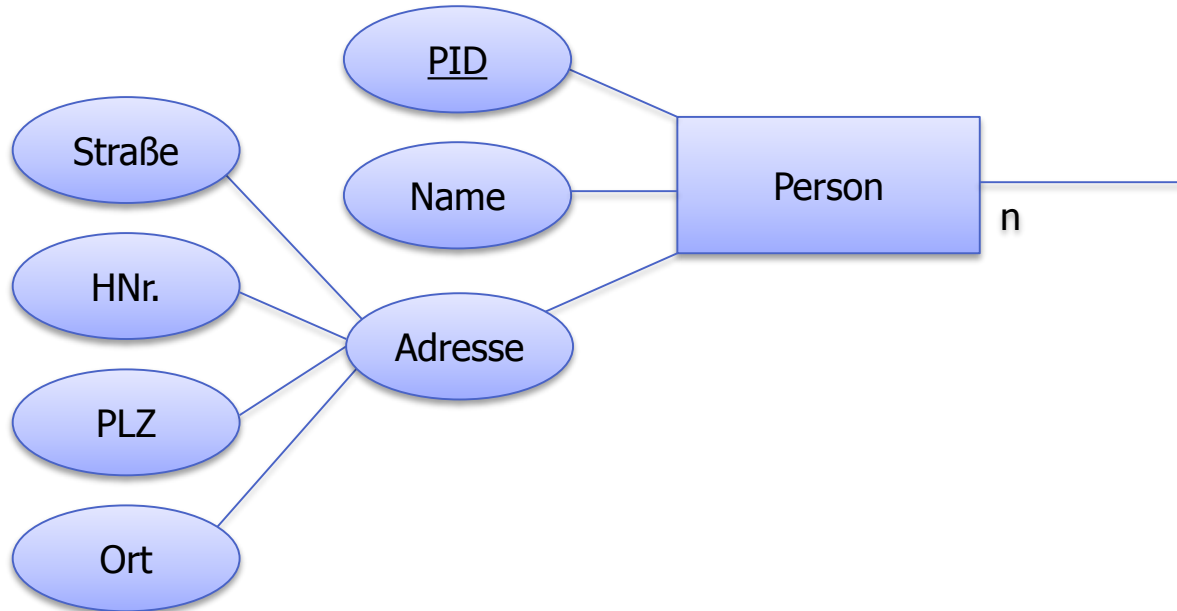 PID
Straße
Name
Person
n
HNr.
Adresse
PLZ
Ort